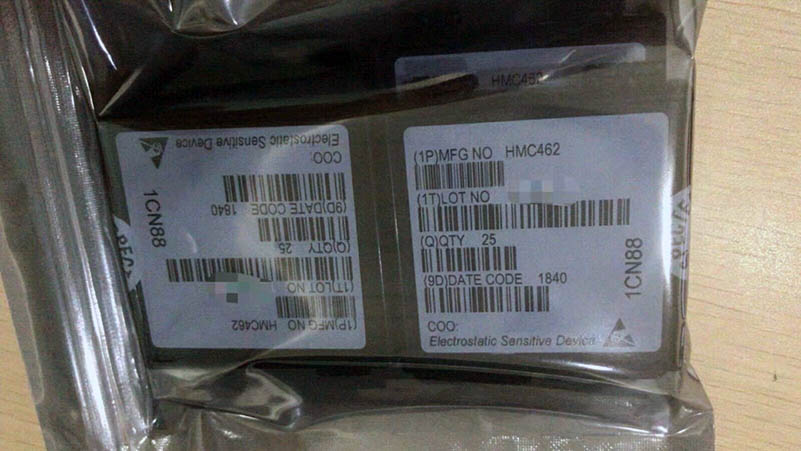 HMC462
(1P)MFG NO HMC462
(1T)LOT NO
(Q)QTY 25
(9D)DATE CODE 1840
COO:
Electrostatic Sensitive Device
1CN88
(1P)MFG NO HMC462
(1T)LOT NO
(Q)QTY 25
(9D)DATE CODE 1840
COO:
Electrostatic Sensitive Device
1CN88